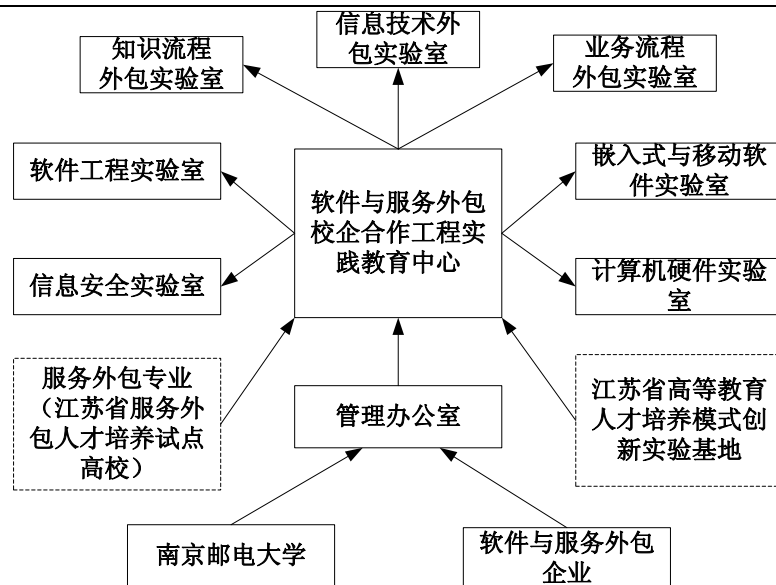 知识流程
外包实验室
信息技术外
包实验室
业务流程
外包实验室
软件工程实验室
软件与服务外包
校企合作工程实
践教育中心
嵌入式与移动软
件实验室
信息安全实验室
计算机硬件实验
室
服务外包专业
（江苏省服务外
包人才培养试点
高校）
管理办公室
江苏省高等教育
人才培养模式创
新实验基地
南京邮电大学
软件与服务外包
企业